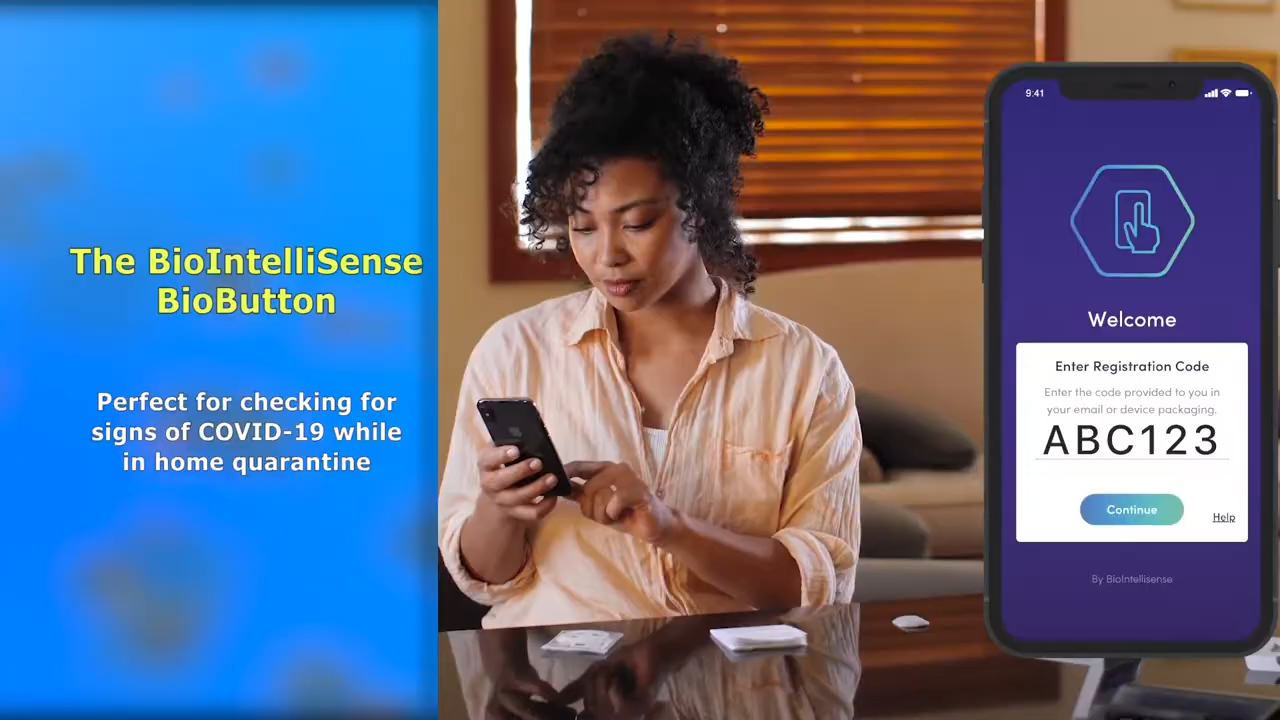 The BioIntelliSense
BioButton
Perfect for checking for
signs of COVID-19 while
in home quarantine
9:41
Welcome
Enter Registration Code
Enter the code provided to you in
your email or device packaging.
ABC123
Continue
Help
By BioIntellisense